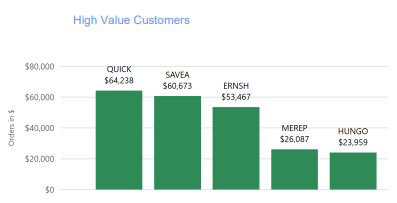 High Value Customers
Orders in $
$80,000
$60,000
$40,000
$20,000
$0
QUICK
$64,238
SAVEA
$60,673
ERNSH
$53,467
MEREP
$26,087
HUNGO
$23,959